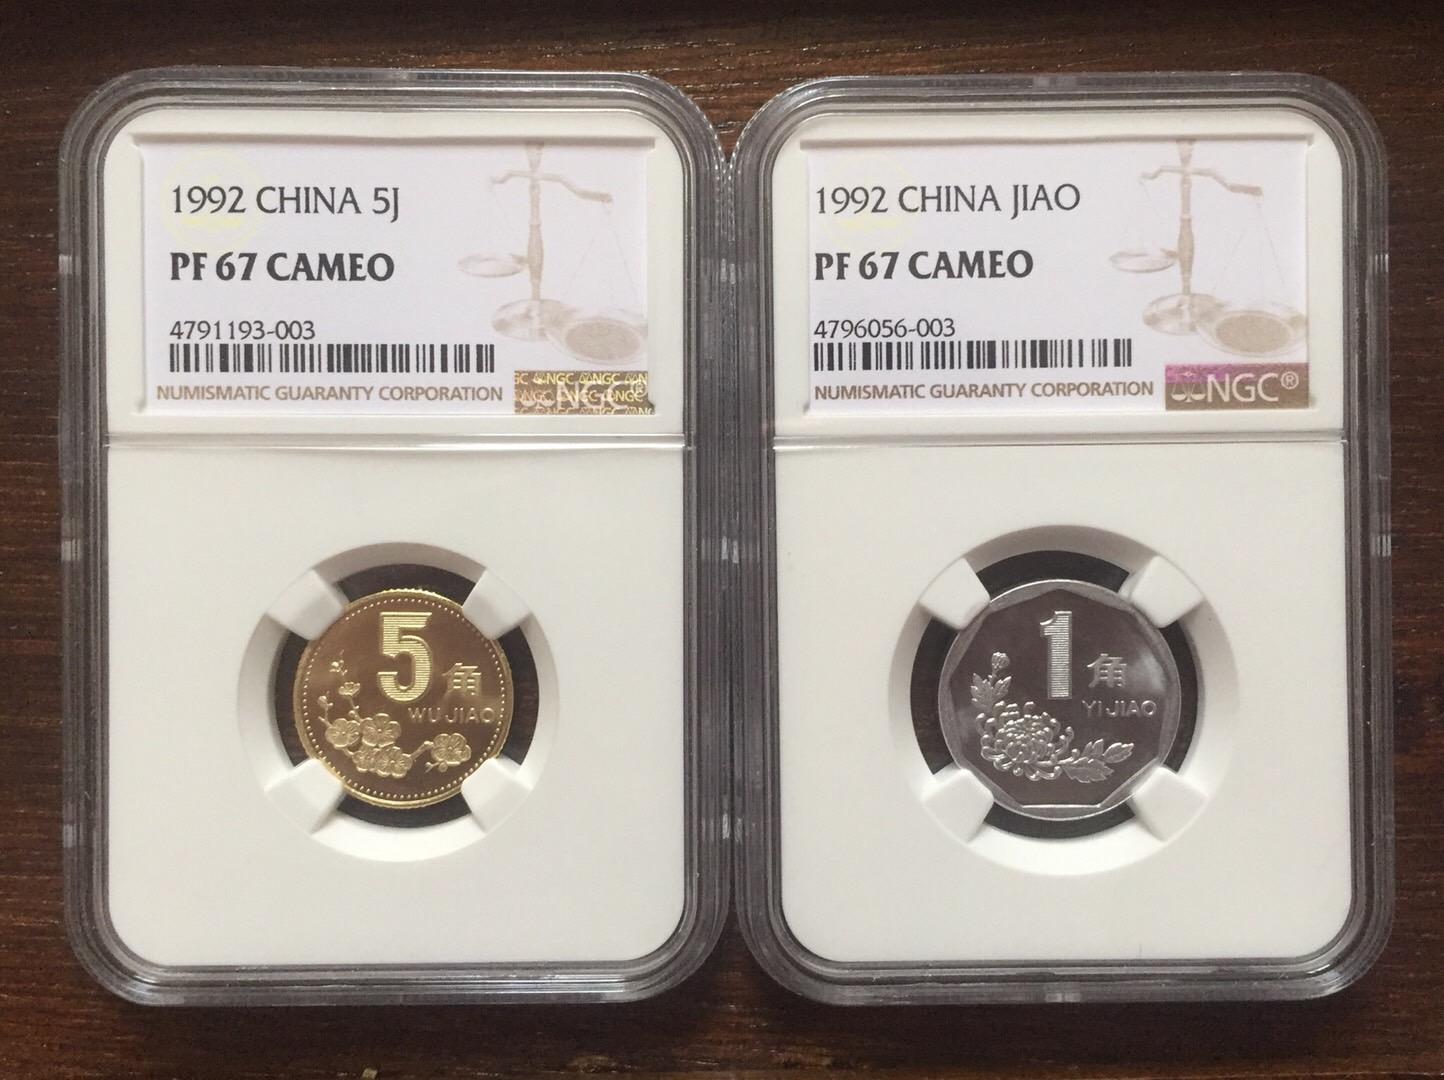 1992 CHINA 5J
PF 67 CAMEO
4791193-003
NUMISMATIC GUARANTY CORPORATION
NGC
5
角
WU JIAO
1992 CHINA JIAO
PF 67 CAMEO
4796056-003
NUMISMATIC GUARANTY CORPORATION
NGC®
1
角
YI JIAO